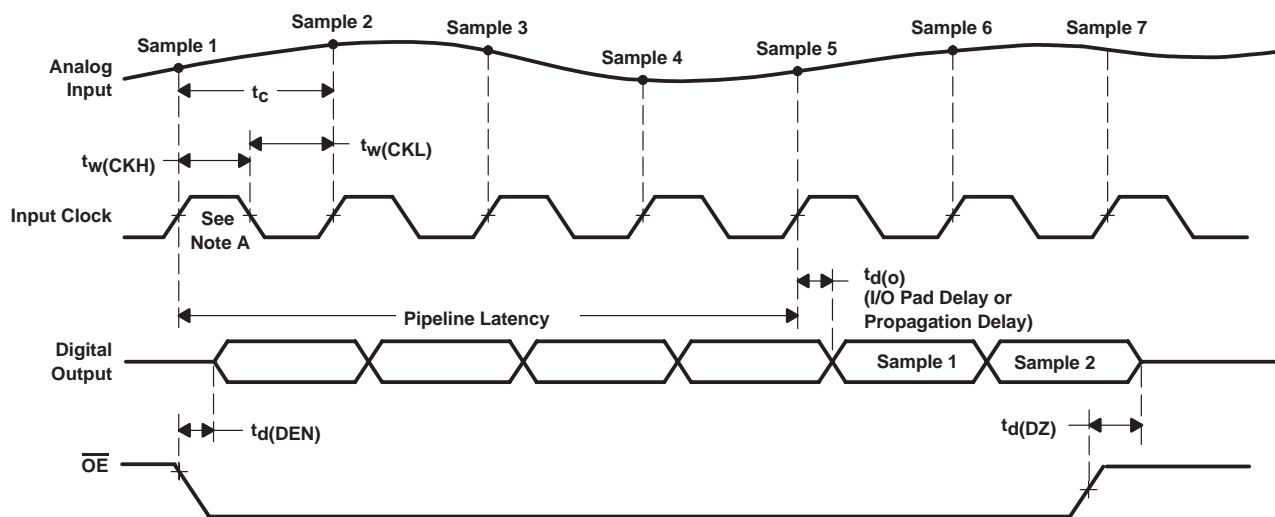 Sample 1
Sample 2
Sample 3
Sample 4
Sample 5
Sample 6
Sample 7
Analog
Input
tc
tw(CKH)
tw(CKL)
Input Clock
See
Note A
td(o)
(I/O Pad Delay or
Propagation Delay)
Pipeline Latency
Digital
Output
Sample 1
Sample 2
td(DEN)
td(DZ)
OE